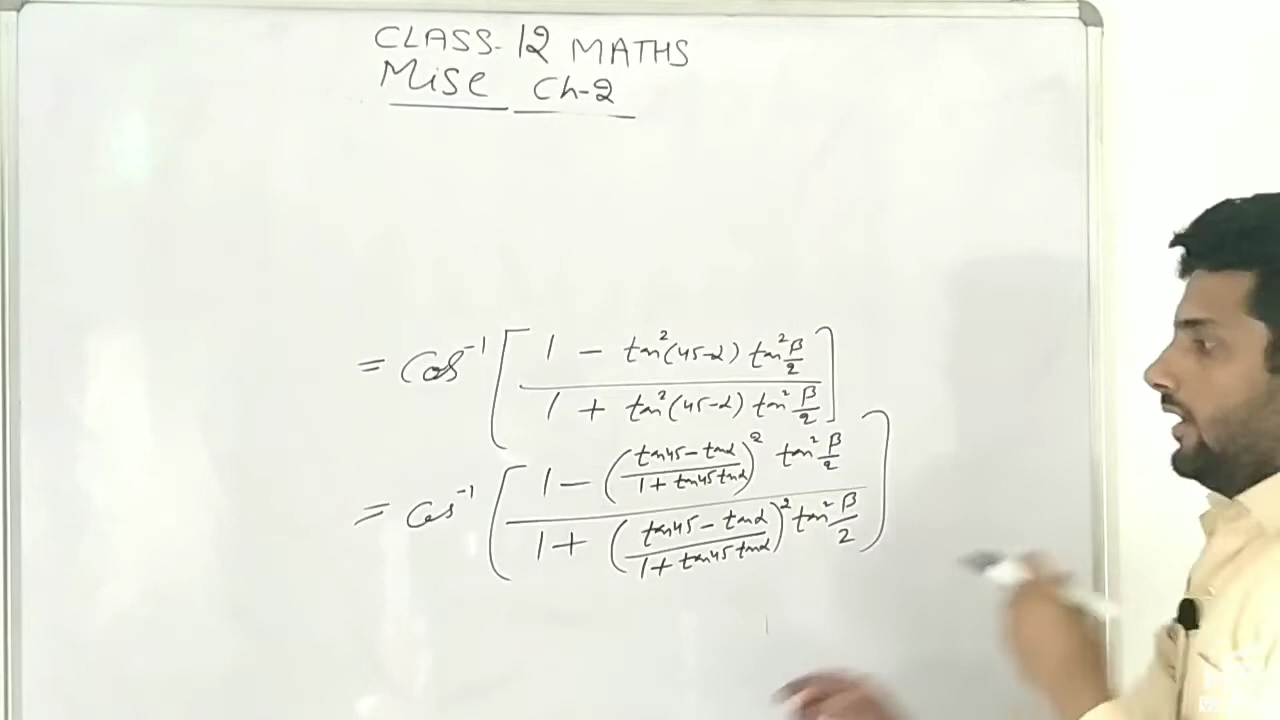 CLASS-12 MATHS
Misc Ch-2
= Cos⁻¹ [ (1 - tan²(45-α) tan² β/2) / (1 + tan²(45-α) tan² β/2) ]
= Cos⁻¹ [ (1 - ((tan45 - tanα)/(1 + tan45 tanα))² tan² β/2) / (1 + ((tan45 - tanα)/(1 + tan45 tanα))² tan² β/2) ]